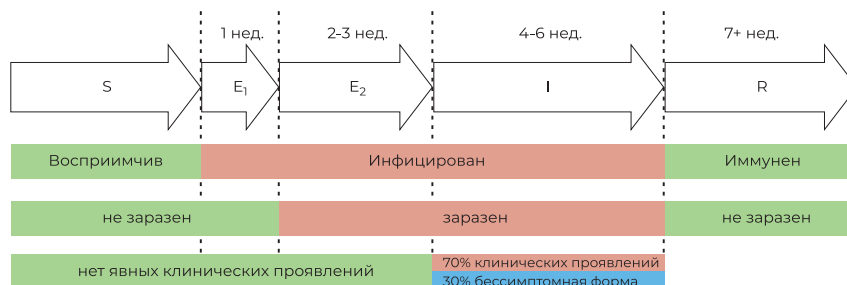 1 нед. 2-3 нед. 4-6 нед. 7+ нед.
S E₁ E₂ I R
Восприимчив Инфицирован Иммунен
не заразен заразен не заразен
нет явных клинических проявлений 70% клинических проявлений
30% бессимптомная форма